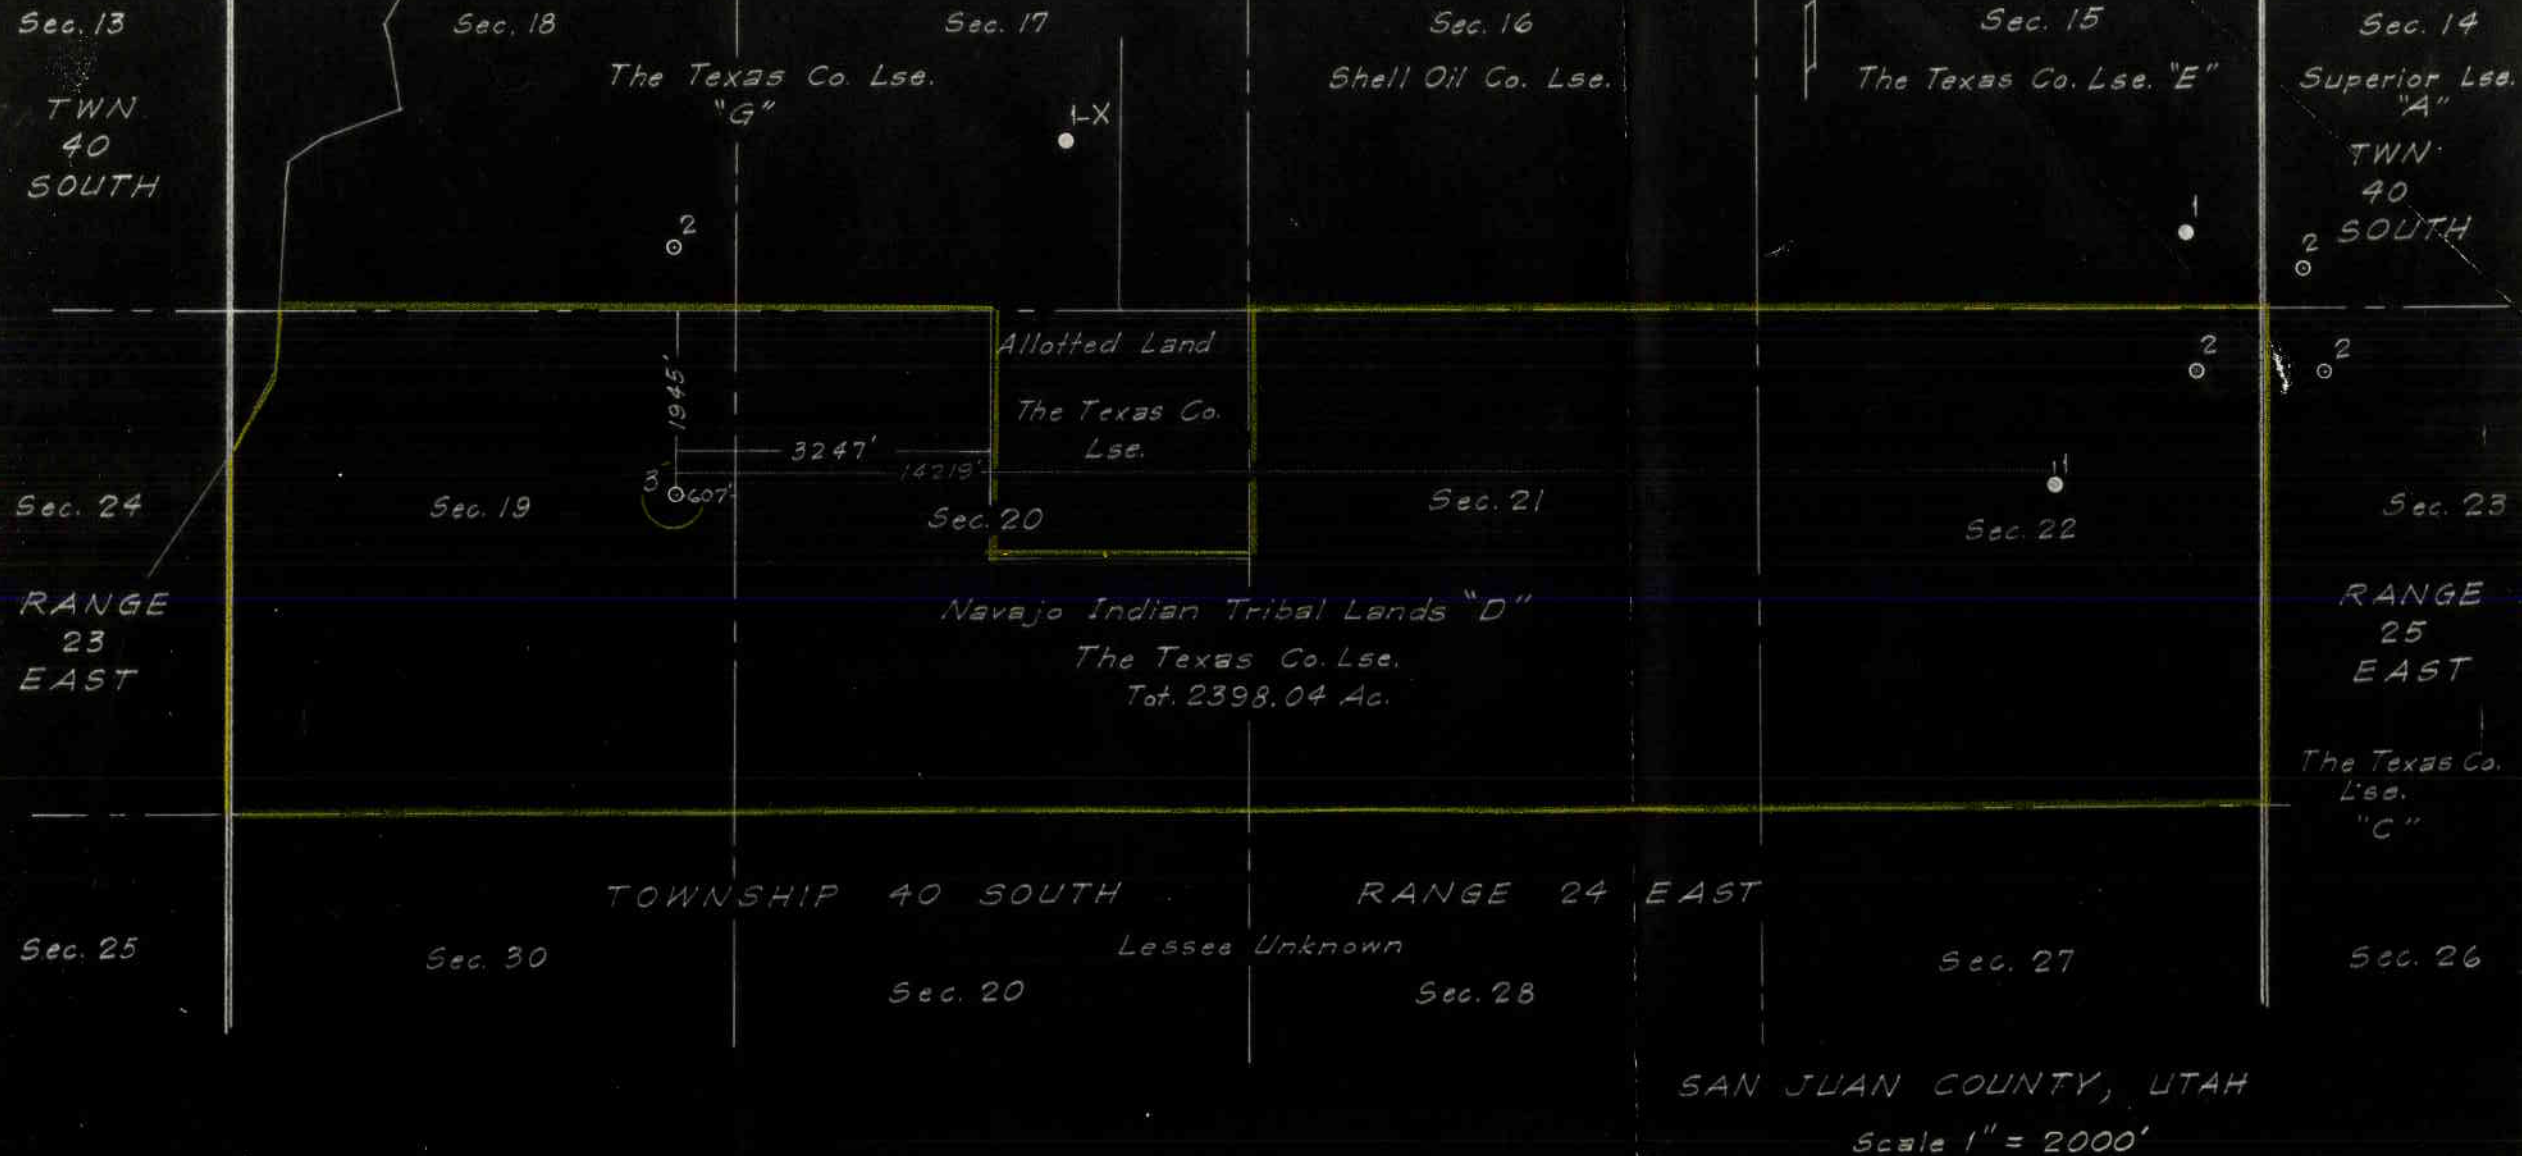 Sec. 13
Sec. 18
Sec. 17
Sec. 16
Sec. 15
Sec. 14
The Texas Co. Lse.
"G"
Shell Oil Co. Lse.
The Texas Co. Lse. "E"
Superior Lse.
"A"
TWN
40
SOUTH
TWN
40
SOUTH
1-X
2
1
2
Allotted Land
The Texas Co.
Lse.
1945'
3247'
14219'
3
607'
2
2
11
Sec. 24
Sec. 19
Sec. 20
Sec. 21
Sec. 22
Sec. 23
RANGE
23
EAST
Navajo Indian Tribal Lands "D"
The Texas Co. Lse.
Tot. 2398.04 Ac.
RANGE
25
EAST
The Texas Co.
Lse.
"C"
TOWNSHIP 40 SOUTH RANGE 24 EAST
Lessee Unknown
Sec. 25
Sec. 30
Sec. 20
Sec. 28
Sec. 27
Sec. 26
SAN JUAN COUNTY, UTAH
Scale 1" = 2000'